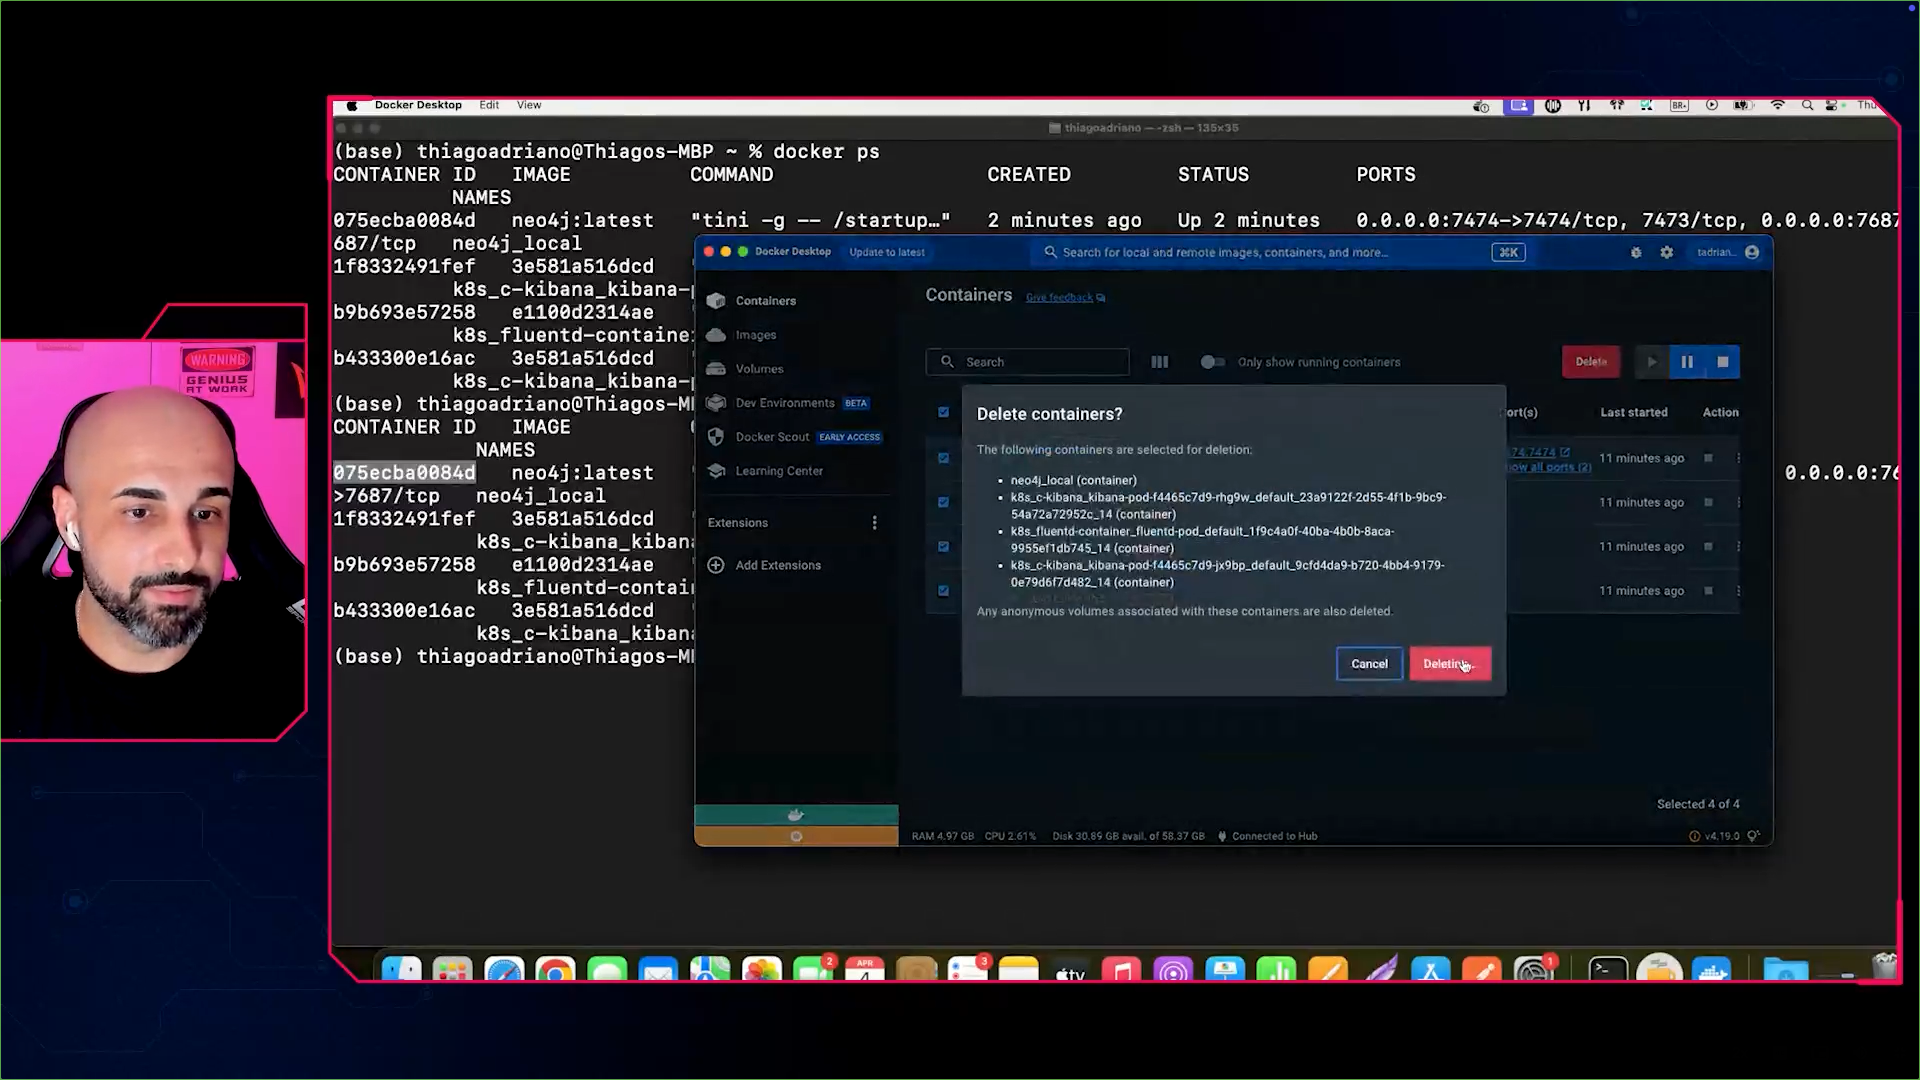 Docker Desktop Edit View
BR
Thu
thiagoadriano — -zsh — 135×35
(base) thiagoadriano@Thiagos-MBP ~ % docker ps
CONTAINER ID IMAGE COMMAND CREATED STATUS PORTS
NAMES
075ecba0084d neo4j:latest "tini -g -- /startup…" 2 minutes ago Up 2 minutes 0.0.0.0:7474->7474/tcp, 7473/tcp, 0.0.0.0:7687
687/tcp neo4j_local
1f8332491fef 3e581a516dcd
k8s_c-kibana_kibana-
b9b693e57258 e1100d2314ae
k8s_fluentd-containe
b433300e16ac 3e581a516dcd
k8s_c-kibana_kibana-
(base) thiagoadriano@Thiagos-M
CONTAINER ID IMAGE
NAMES
075ecba0084d neo4j:latest 0.0.0.0:76
>7687/tcp neo4j_local
1f8332491fef 3e581a516dcd
k8s_c-kibana_kibana
b9b693e57258 e1100d2314ae
k8s_fluentd-contai
b433300e16ac 3e581a516dcd
k8s_c-kibana_kibana
(base) thiagoadriano@Thiagos-M
Docker Desktop Update to latest Search for local and remote images, containers, and more... ⌘K tadrian...
Containers
Images
Volumes
Dev Environments BETA
Docker Scout EARLY ACCESS
Learning Center
Extensions
Add Extensions
Containers Give feedback
Search Only show running containers Delete
ort(s) Last started Action
74:7474 11 minutes ago
ow all ports (2)
11 minutes ago
11 minutes ago
11 minutes ago
Delete containers?
The following containers are selected for deletion:
• neo4j_local (container)
• k8s_c-kibana_kibana-pod-f4465c7d9-rhg9w_default_23a9122f-2d55-4f1b-9bc9-
54a72a72952c_14 (container)
• k8s_fluentd-container_fluentd-pod_default_1f9c4a0f-40ba-4b0b-8aca-
9955ef1db745_14 (container)
• k8s_c-kibana_kibana-pod-f4465c7d9-jx9bp_default_9cfd4da9-b720-4bb4-9179-
0e79d6f7d482_14 (container)
Any anonymous volumes associated with these containers are also deleted.
Cancel
Selected 4 of 4
RAM 4.97 GB CPU 2.61% Disk 30.89 GB avail. of 58.37 GB Connected to Hub v4.19.0
WARNING
GENIUS
AT WORK
2
APR
4
3
tv
1